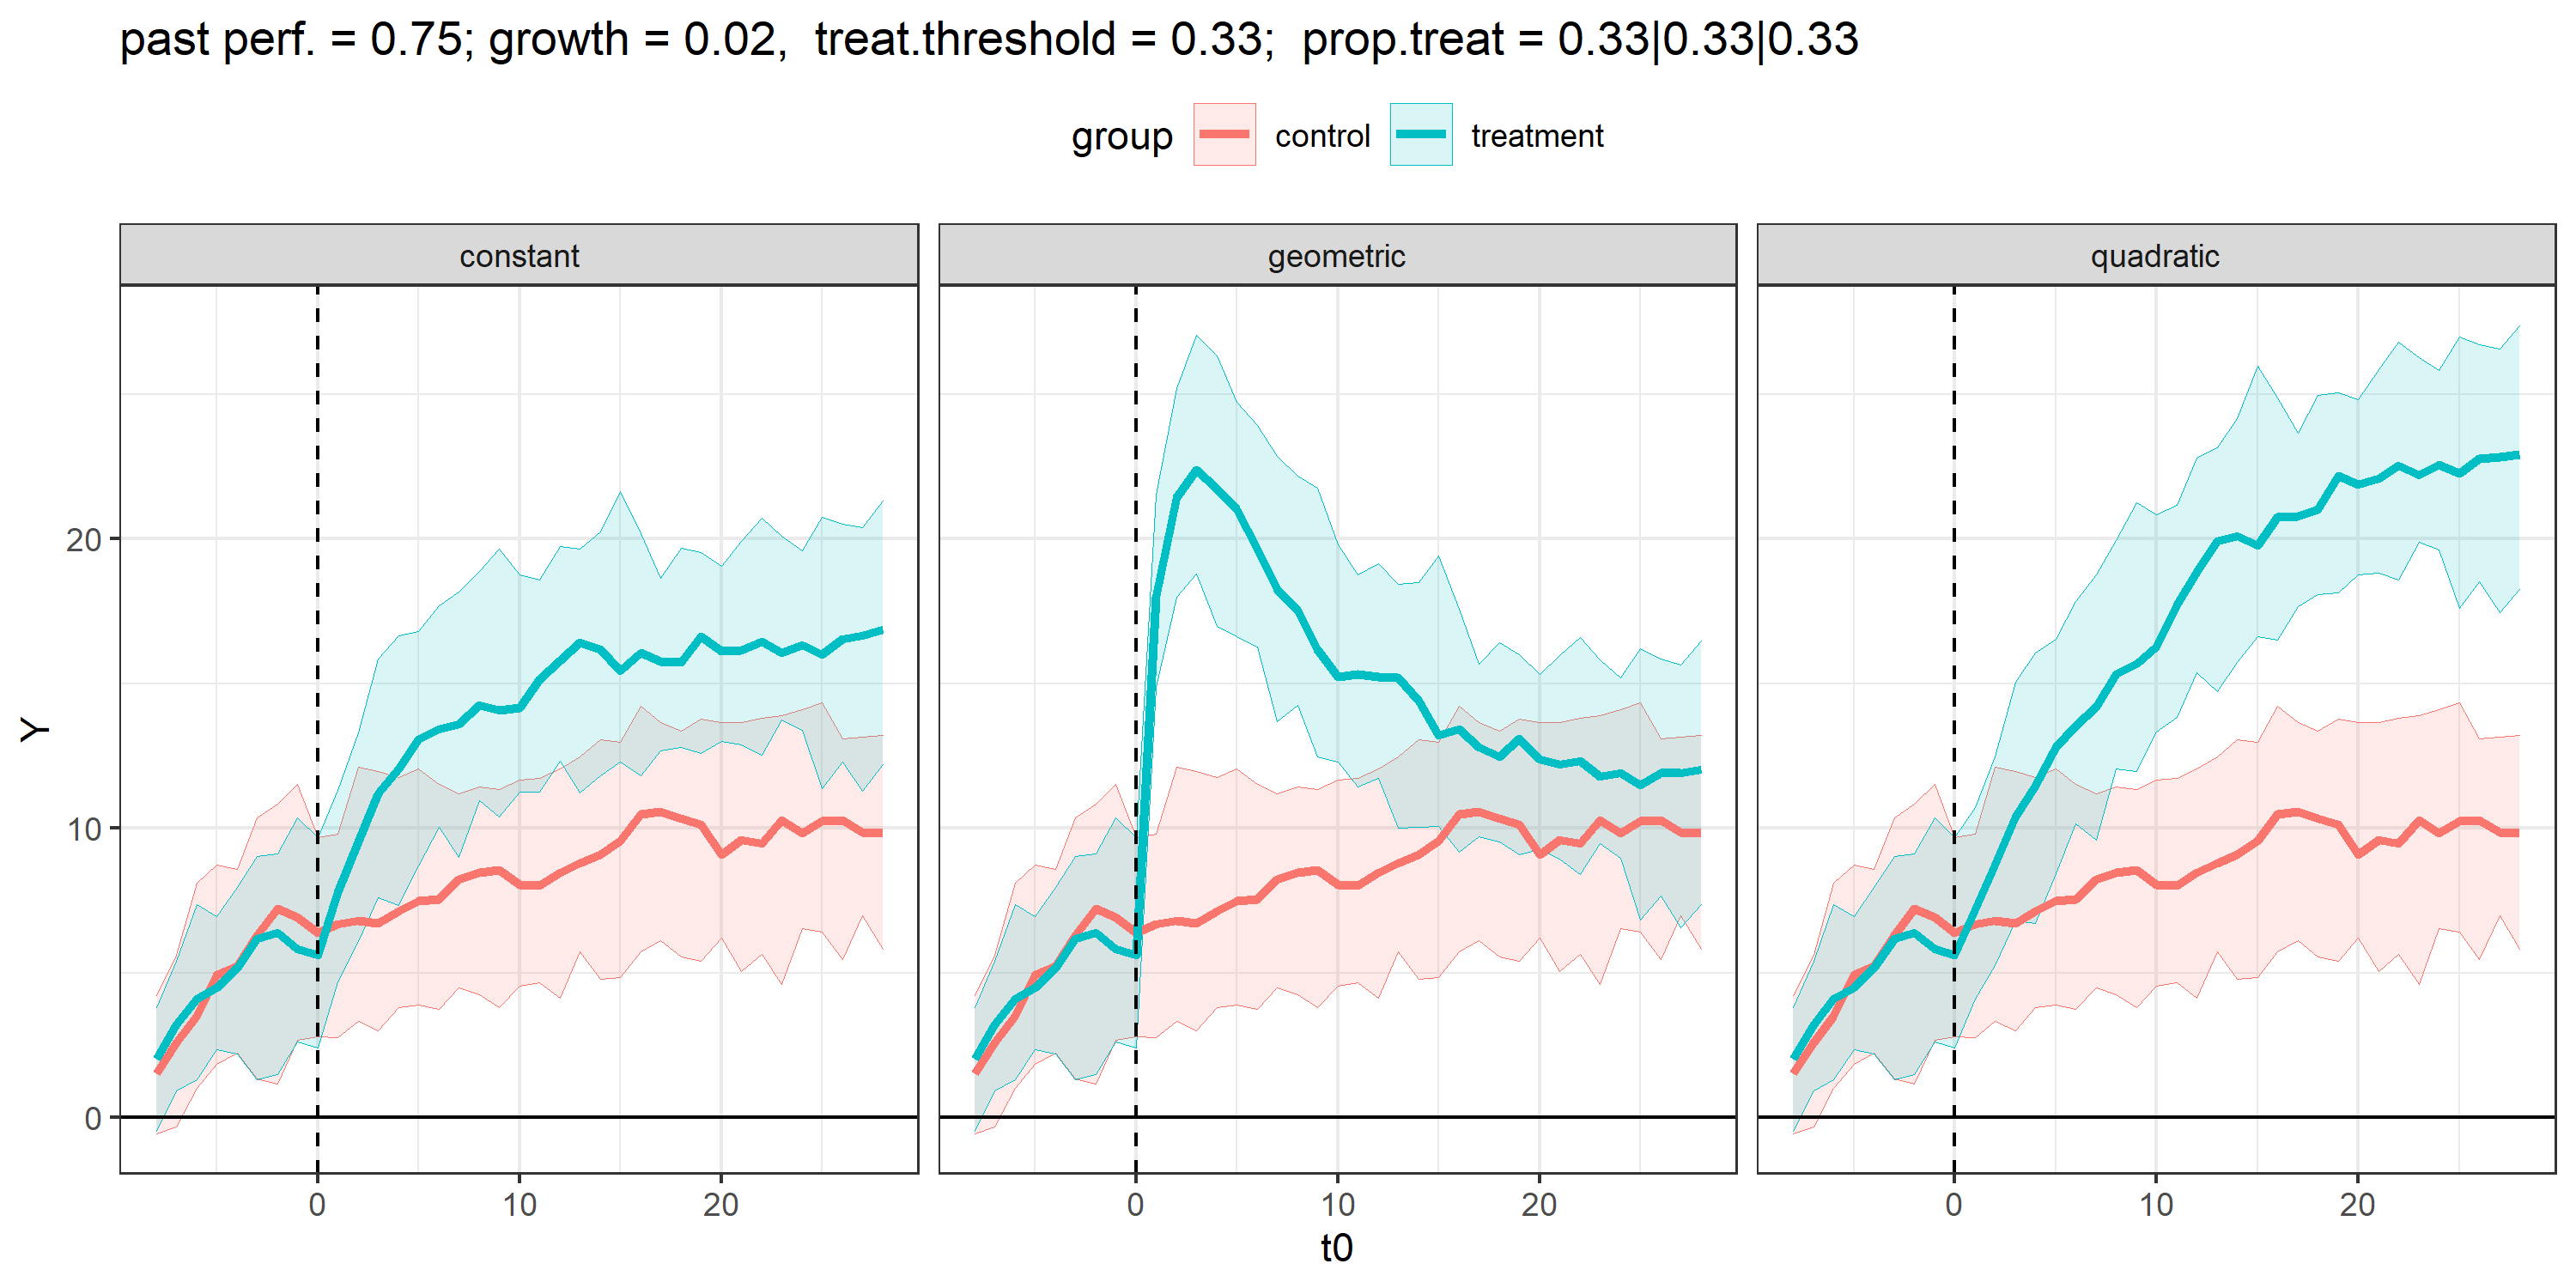 past perf. = 0.75; growth = 0.02,  treat.threshold = 0.33;  prop.treat = 0.33|0.33|0.33
group control treatment
constant geometric quadratic
20
10
0
Y
0 10 20 0 10 20 0 10 20
t0